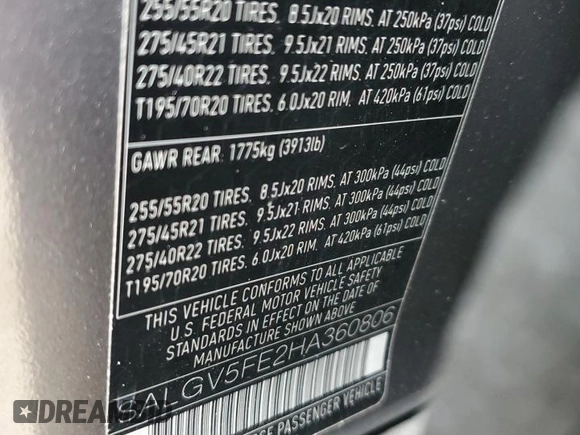 255/55R20 TIRES, 8.5Jx20 RIMS, AT 250kPa (37psi) COLD
275/45R21 TIRES, 9.5Jx21 RIMS, AT 250kPa (37psi) COLD
275/40R22 TIRES, 9.5Jx22 RIMS, AT 250kPa (37psi) COLD
T195/70R20 TIRES, 6.0Jx20 RIM, AT 420kPa (61psi) COLD
GAWR REAR: 1775kg (3913lb)
255/55R20 TIRES, 8.5Jx20 RIMS, AT 300kPa (44psi) COLD
275/45R21 TIRES, 9.5Jx21 RIMS, AT 300kPa (44psi) COLD
275/40R22 TIRES, 9.5Jx22 RIMS, AT 300kPa (44psi) COLD
T195/70R20 TIRES, 6.0Jx20 RIM, AT 420kPa (61psi) COLD
THIS VEHICLE CONFORMS TO ALL APPLICABLE
U.S. FEDERAL MOTOR VEHICLE SAFETY
STANDARDS IN EFFECT ON THE DATE OF
MANUFACTURE SHOWN ABOVE
ALGV5FE2HA360806
PASSENGER VEHICLE
DREAM